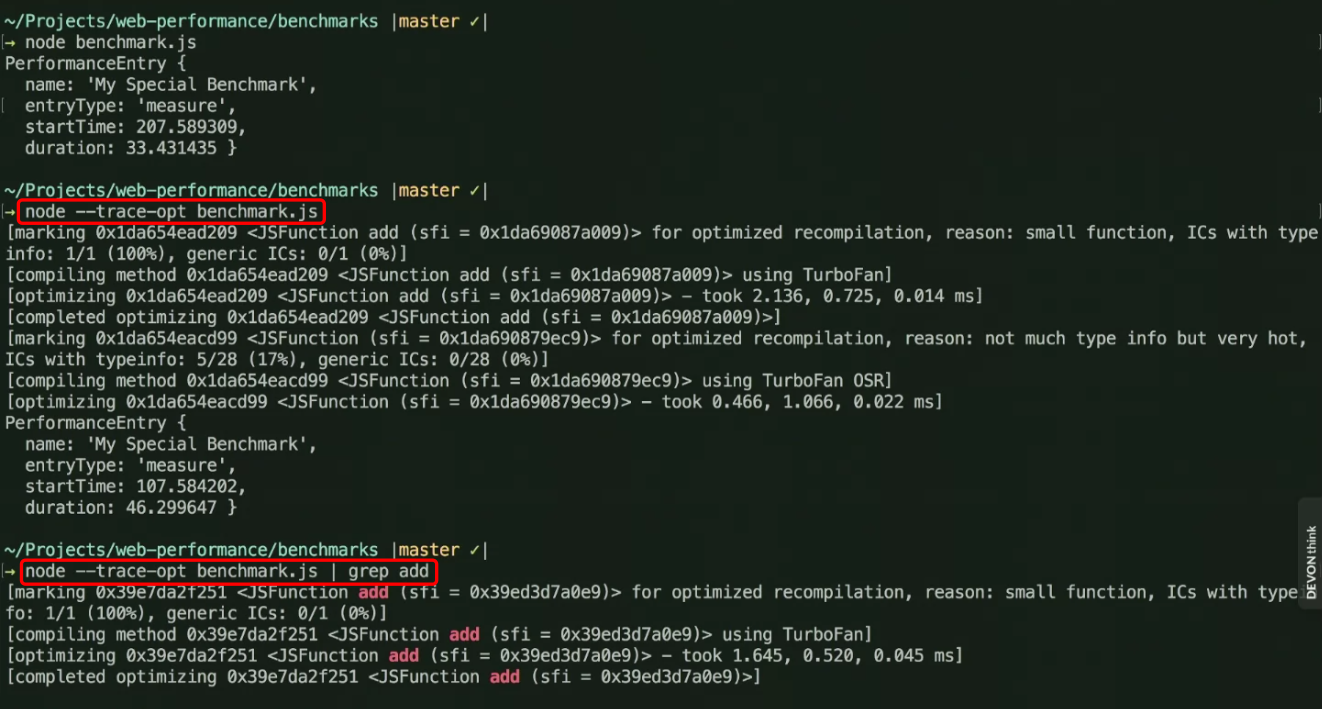 ~/Projects/web-performance/benchmarks |master ✓|
→ node benchmark.js
PerformanceEntry {
  name: 'My Special Benchmark',
  entryType: 'measure',
  startTime: 207.589309,
  duration: 33.431435 }
~/Projects/web-performance/benchmarks |master ✓|
→ node --trace-opt benchmark.js
[marking 0x1da654ead209 <JSFunction add (sfi = 0x1da69087a009)> for optimized recompilation, reason: small function, ICs with type
info: 1/1 (100%), generic ICs: 0/1 (0%)]
[compiling method 0x1da654ead209 <JSFunction add (sfi = 0x1da69087a009)> using TurboFan]
[optimizing 0x1da654ead209 <JSFunction add (sfi = 0x1da69087a009)> - took 2.136, 0.725, 0.014 ms]
[completed optimizing 0x1da654ead209 <JSFunction add (sfi = 0x1da69087a009)>]
[marking 0x1da654eacd99 <JSFunction (sfi = 0x1da690879ec9)> for optimized recompilation, reason: not much type info but very hot,
ICs with typeinfo: 5/28 (17%), generic ICs: 0/28 (0%)]
[compiling method 0x1da654eacd99 <JSFunction (sfi = 0x1da690879ec9)> using TurboFan OSR]
[optimizing 0x1da654eacd99 <JSFunction (sfi = 0x1da690879ec9)> - took 0.466, 1.066, 0.022 ms]
PerformanceEntry {
  name: 'My Special Benchmark',
  entryType: 'measure',
  startTime: 107.584202,
  duration: 46.299647 }
~/Projects/web-performance/benchmarks |master ✓|
→ node --trace-opt benchmark.js | grep add
[marking 0x39e7da2f251 <JSFunction add (sfi = 0x39ed3d7a0e9)> for optimized recompilation, reason: small function, ICs with type
fo: 1/1 (100%), generic ICs: 0/1 (0%)]
[compiling method 0x39e7da2f251 <JSFunction add (sfi = 0x39ed3d7a0e9)> using TurboFan]
[optimizing 0x39e7da2f251 <JSFunction add (sfi = 0x39ed3d7a0e9)> - took 1.645, 0.520, 0.045 ms]
[completed optimizing 0x39e7da2f251 <JSFunction add (sfi = 0x39ed3d7a0e9)>]
DEVONthink